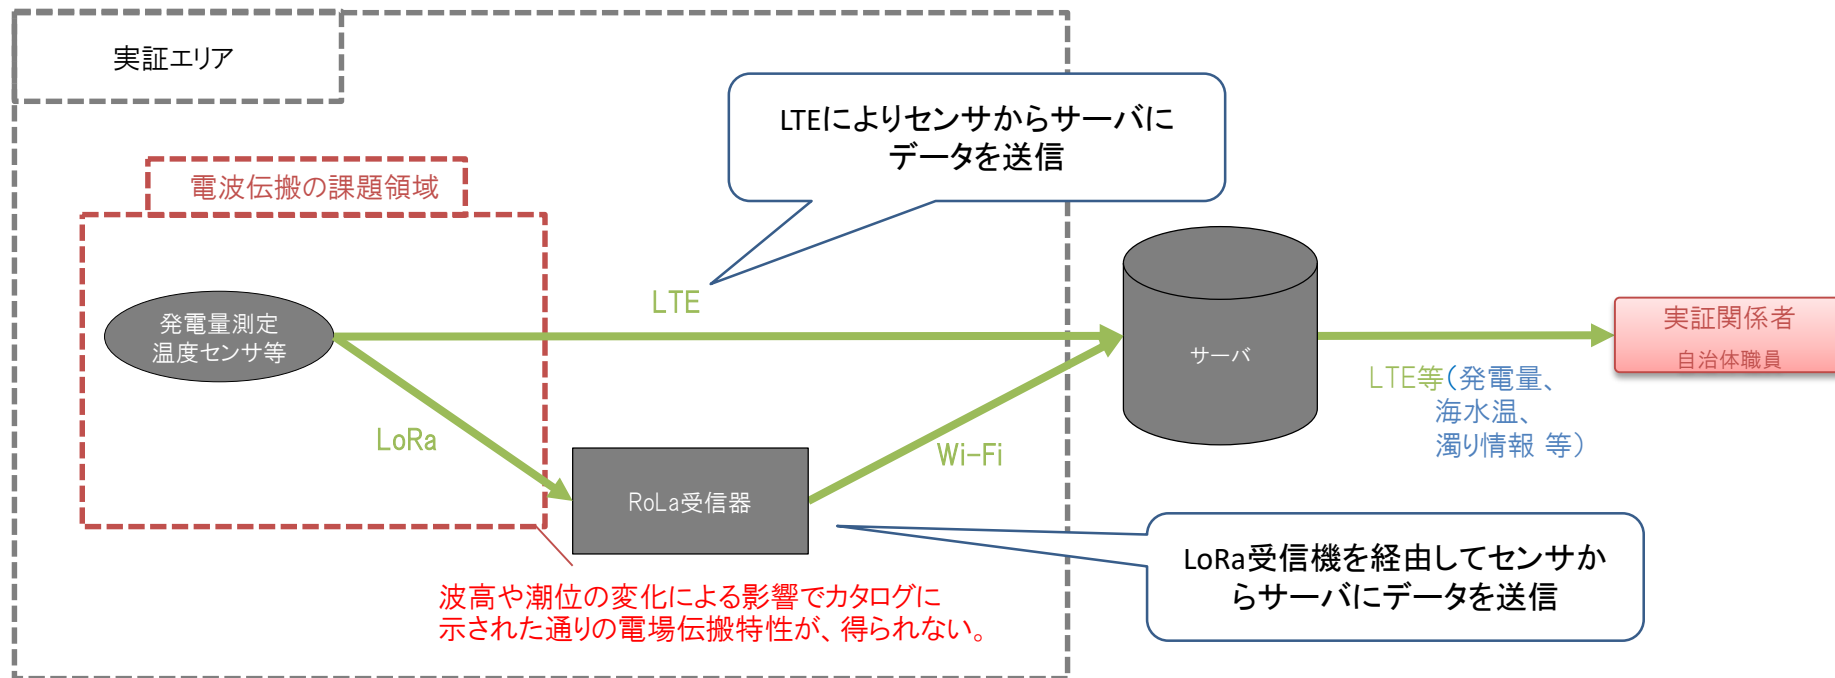 実証エリア
LTEによりセンサからサーバに
データを送信
電波伝搬の課題領域
発電量測定
温度センサ等
LTE
サーバ
実証関係者
自治体職員
LTE等(発電量、
海水温、
濁り情報 等)
LoRa
Wi-Fi
RoLa受信器
LoRa受信機を経由してセンサか
らサーバにデータを送信
波高や潮位の変化による影響でカタログに
示された通りの電場伝搬特性が、得られない。